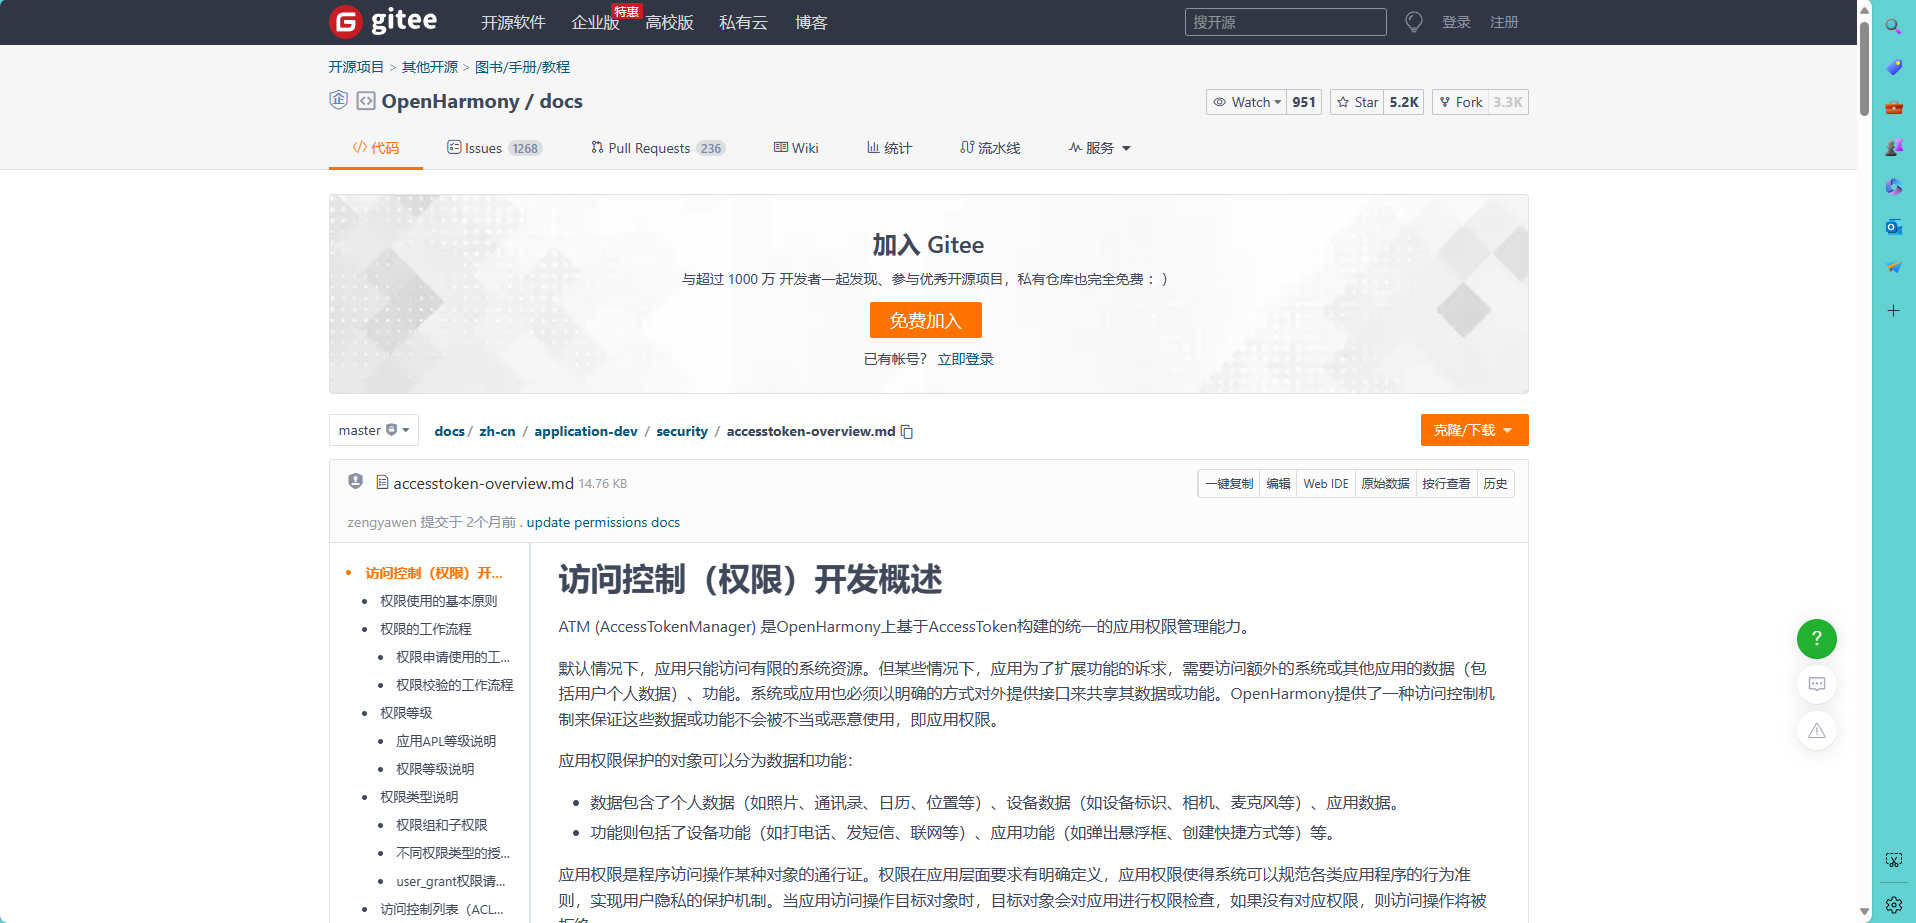 gitee
开源软件 企业版 特惠 高校版 私有云 博客 搜开源 登录 注册
开源项目 > 其他开源 > 图书/手册/教程
OpenHarmony / docs
Watch 951 Star 5.2K Fork 3.3K
代码 Issues 1268 Pull Requests 236 Wiki 统计 流水线 服务
加入 Gitee
与超过 1000 万 开发者一起发现、参与优秀开源项目，私有仓库也完全免费：）
免费加入
已有帐号？ 立即登录
master docs / zh-cn / application-dev / security / accesstoken-overview.md 克隆/下载
accesstoken-overview.md 14.76 KB 一键复制 编辑 Web IDE 原始数据 按行查看 历史
zengyawen 提交于 2个月前 . update permissions docs
访问控制（权限）开...
权限使用的基本原则
权限的工作流程
权限申请使用的工...
权限校验的工作流程
权限等级
应用APL等级说明
权限等级说明
权限类型说明
权限组和子权限
不同权限类型的授...
user_grant权限请...
访问控制列表（ACL...
访问控制（权限）开发概述
ATM (AccessTokenManager) 是OpenHarmony上基于AccessToken构建的统一的应用权限管理能力。
默认情况下，应用只能访问有限的系统资源。但某些情况下，应用为了扩展功能的诉求，需要访问额外的系统或其他应用的数据（包
括用户个人数据）、功能。系统或应用也必须以明确的方式对外提供接口来共享其数据或功能。OpenHarmony提供了一种访问控制机
制来保证这些数据或功能不会被不当或恶意使用，即应用权限。
应用权限保护的对象可以分为数据和功能：
数据包含了个人数据（如照片、通讯录、日历、位置等）、设备数据（如设备标识、相机、麦克风等）、应用数据。
功能则包括了设备功能（如打电话、发短信、联网等）、应用功能（如弹出悬浮框、创建快捷方式等）等。
应用权限是程序访问操作某种对象的通行证。权限在应用层面要求有明确定义，应用权限使得系统可以规范各类应用程序的行为准
则，实现用户隐私的保护机制。当应用访问操作目标对象时，目标对象会对应用进行权限检查，如果没有对应权限，则访问操作将被